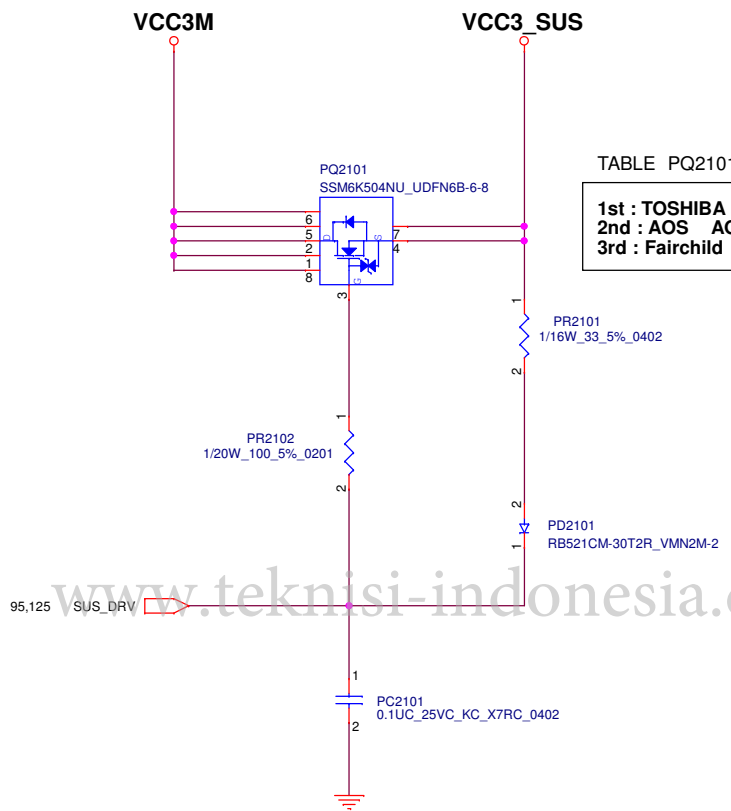 VCC3M
VCC3_SUS
PQ2101
SSM6K504NU_UDFN6B-6-8
TABLE PQ2101
1st : TOSHIBA
2nd : AOS
3rd : Fairchild
6
5
2
1
8
D
G
G
7
4
3
1
PR2101
1/16W_33_5%_0402
2
1
PR2102
1/20W_100_5%_0201
2
2
PD2101
RB521CM-30T2R_VMN2M-2
1
www.teknisi-indonesia.
95,125
SUS_DRV
1
PC2101
0.1UC_25VC_KC_X7RC_0402
2